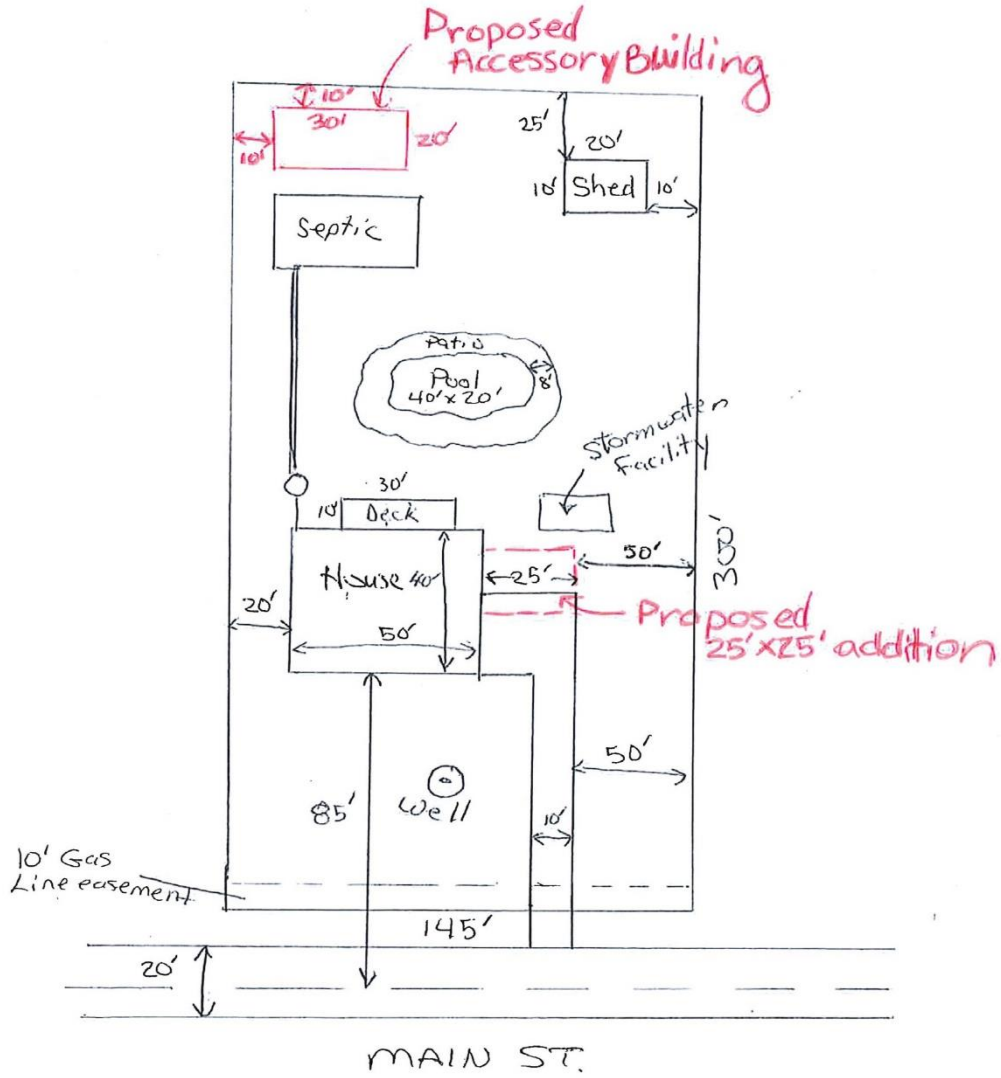 Proposed
Accessory Building
10'
30'
20'
10'
25'
20'
10'
Shed
10'
Septic
Patio
Pool
40' x 20'
8'
Stormwater
Facility
30'
10'
Deck
House 40'
25'
50'
300'
20'
50'
Proposed
25'x25' addition
50'
85'
Well
10'
10' Gas
Line easement
145'
20'
MAIN ST.